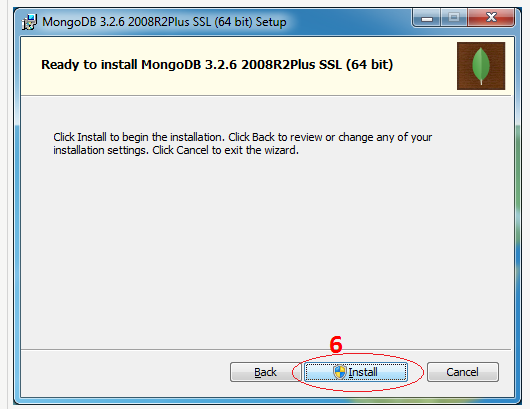 MongoDB 3.2.6 2008R2Plus SSL (64 bit) Setup
Ready to install MongoDB 3.2.6 2008R2Plus SSL (64 bit)
Click Install to begin the installation. Click Back to review or change any of your
installation settings. Click Cancel to exit the wizard.
6
Back Install Cancel